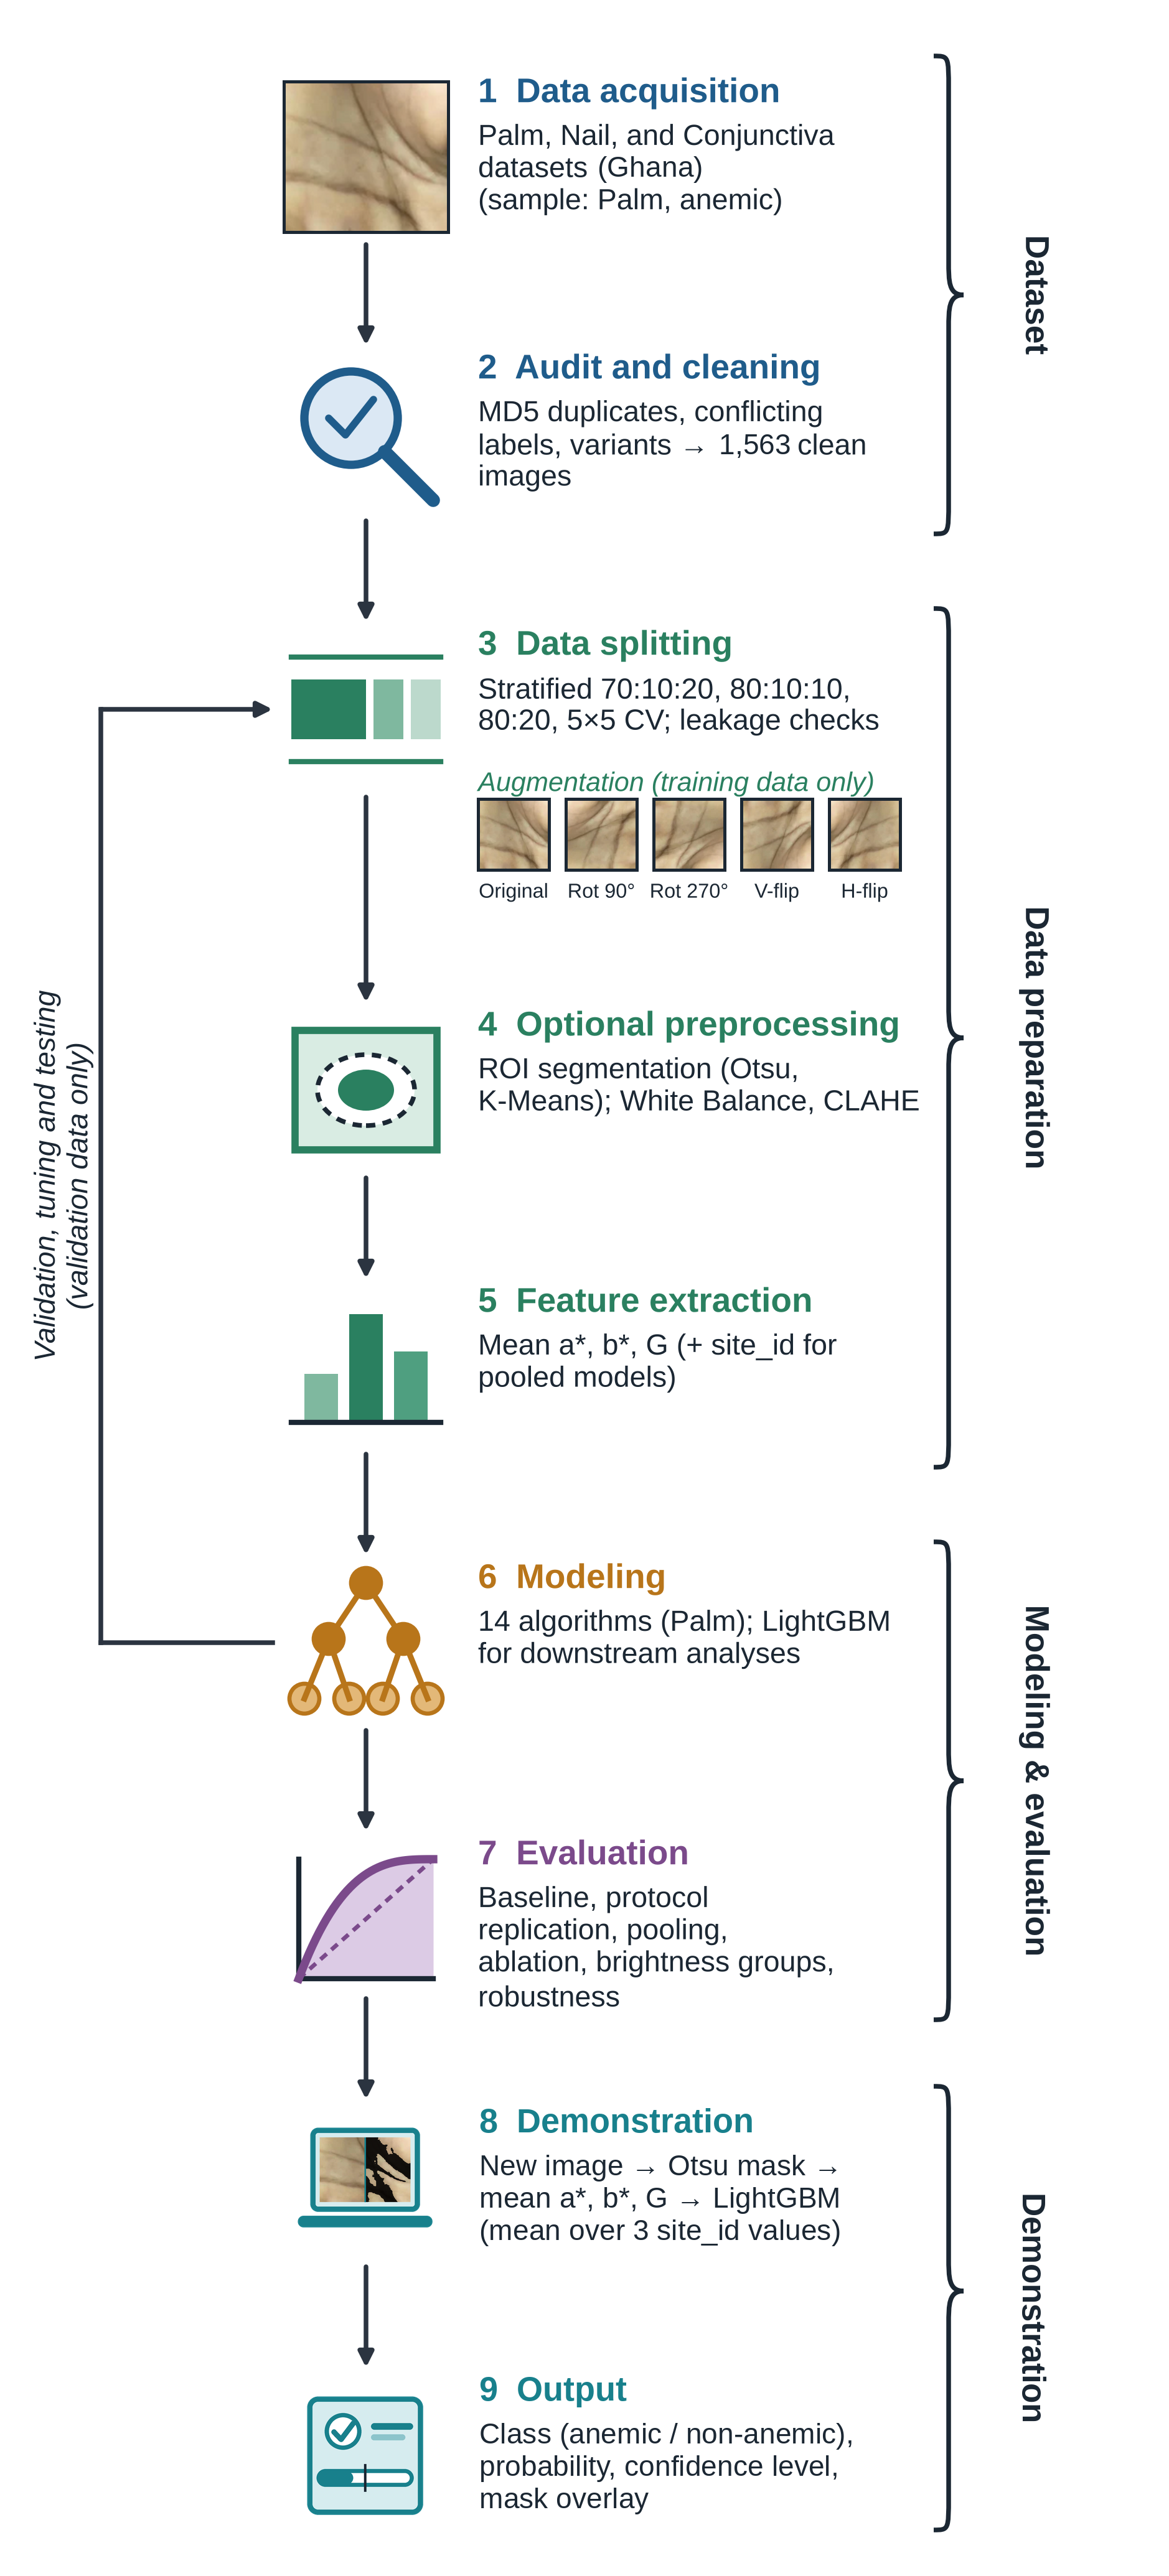 1 Data acquisition
Palm, Nail, and Conjunctiva
datasets (Ghana)
(sample: Palm, anemic)
2 Audit and cleaning
MD5 duplicates, conflicting
labels, variants → 1,563 clean
images
Dataset
3 Data splitting
Stratified 70:10:20, 80:10:10,
80:20, 5×5 CV; leakage checks
Augmentation (training data only)
Original Rot 90° Rot 270° V-flip H-flip
4 Optional preprocessing
ROI segmentation (Otsu,
K-Means); White Balance, CLAHE
5 Feature extraction
Mean a*, b*, G (+ site_id for
pooled models)
Data preparation
Validation, tuning and testing
(validation data only)
6 Modeling
14 algorithms (Palm); LightGBM
for downstream analyses
7 Evaluation
Baseline, protocol
replication, pooling,
ablation, brightness groups,
robustness
Modeling & evaluation
8 Demonstration
New image → Otsu mask →
mean a*, b*, G → LightGBM
(mean over 3 site_id values)
9 Output
Class (anemic / non-anemic),
probability, confidence level,
mask overlay
Demonstration